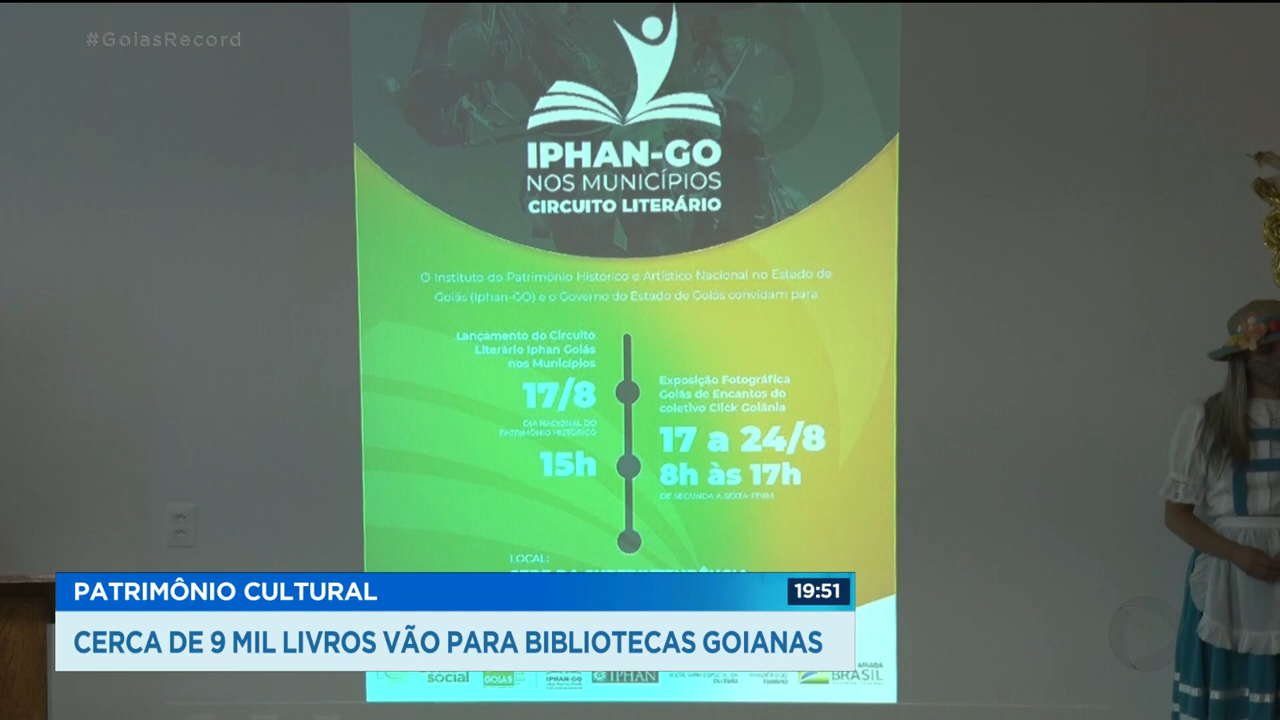 #GoiasRecord
IPHAN-GO
NOS MUNICÍPIOS
CIRCUITO LITERÁRIO
O Instituto do Patrimônio Histórico e Artístico Nacional no Estado de
Goiás (Iphan-GO) e o Governo do Estado de Goiás convidam para
Lançamento do Circuito
Literário Iphan Goiás
nos Municípios
17/8
DIA NACIONAL DO
PATRIMÔNIO HISTÓRICO
15h
Exposição Fotográfica
Goiás de Encantos do
coletivo Click Goiânia
17 a 24/8
8h às 17h
DE SEGUNDA A SEXTA-FEIRA
LOCAL:
PATRIMÔNIO CULTURAL
19:51
CERCA DE 9 MIL LIVROS VÃO PARA BIBLIOTECAS GOIANAS
social
GOIÁS
IPHAN-GO
IPHAN
BRASIL